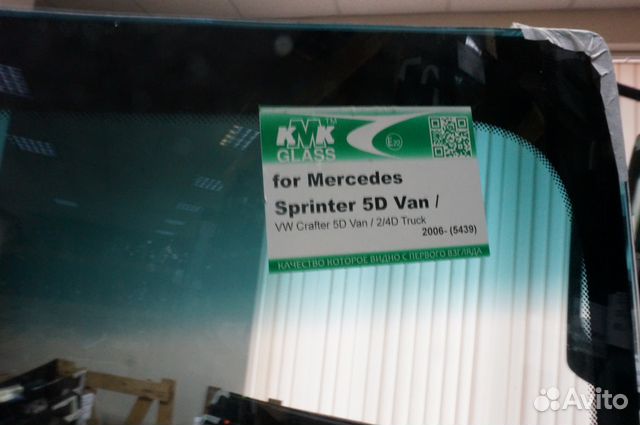 KMK
GLASS
for Mercedes
Sprinter 5D Van /
VW Crafter 5D Van / 2/4D Truck
2006- (5439)
КАЧЕСТВО КОТОРОЕ ВИДНО С ПЕРВОГО ВЗГЛЯДА
Avito